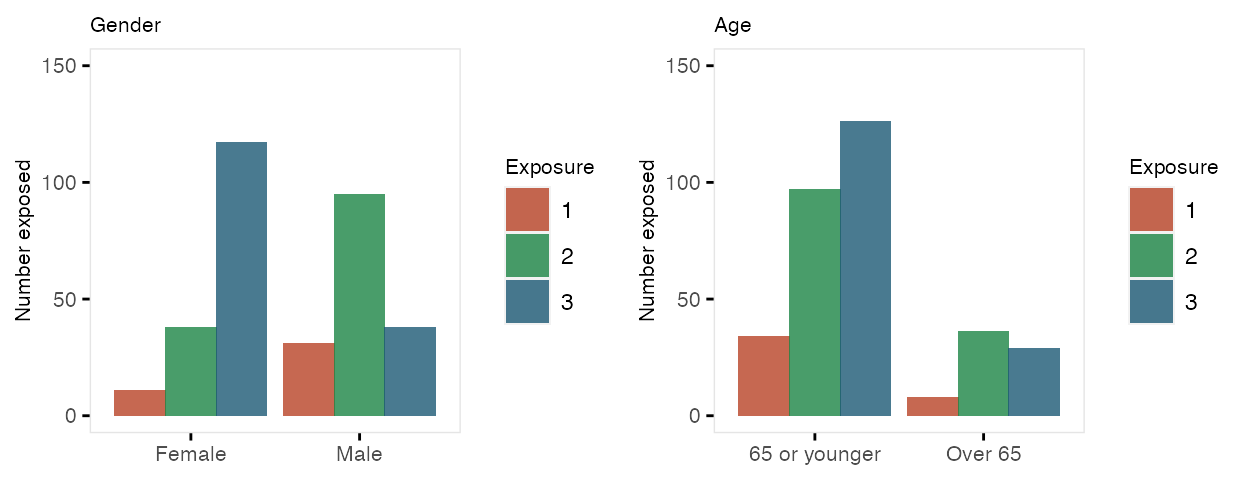 Gender
Number exposed
150
100
50
0
Female
Male
Exposure
1
2
3
Age
Number exposed
150
100
50
0
65 or younger
Over 65
Exposure
1
2
3